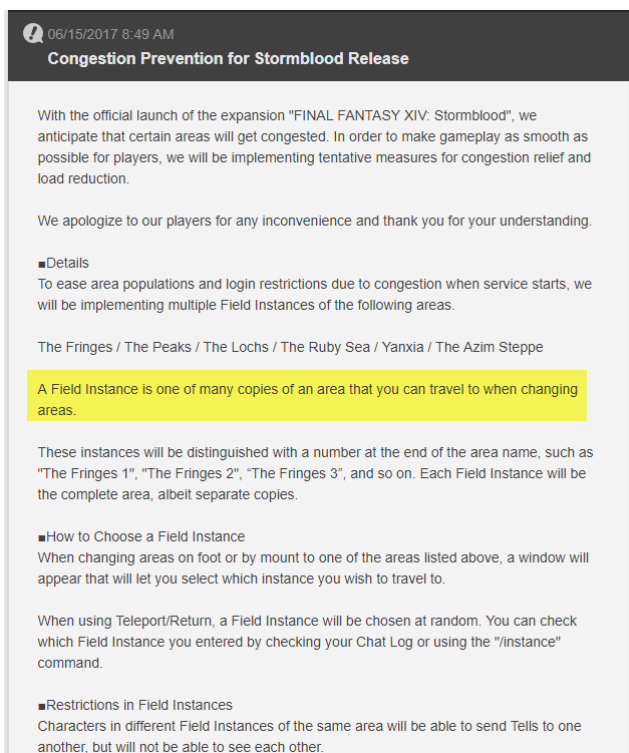 06/15/2017 8:49 AM
Congestion Prevention for Stormblood Release
With the official launch of the expansion "FINAL FANTASY XIV: Stormblood", we
anticipate that certain areas will get congested. In order to make gameplay as smooth as
possible for players, we will be implementing tentative measures for congestion relief and
load reduction.
We apologize to our players for any inconvenience and thank you for your understanding.
■Details
To ease area populations and login restrictions due to congestion when service starts, we
will be implementing multiple Field Instances of the following areas.
The Fringes / The Peaks / The Lochs / The Ruby Sea / Yanxia / The Azim Steppe
A Field Instance is one of many copies of an area that you can travel to when changing
areas.
These instances will be distinguished with a number at the end of the area name, such as
"The Fringes 1", "The Fringes 2", “The Fringes 3”, and so on. Each Field Instance will be
the complete area, albeit separate copies.
■How to Choose a Field Instance
When changing areas on foot or by mount to one of the areas listed above, a window will
appear that will let you select which instance you wish to travel to.
When using Teleport/Return, a Field Instance will be chosen at random. You can check
which Field Instance you entered by checking your Chat Log or using the "/instance"
command.
■Restrictions in Field Instances
Characters in different Field Instances of the same area will be able to send Tells to one
another, but will not be able to see each other.